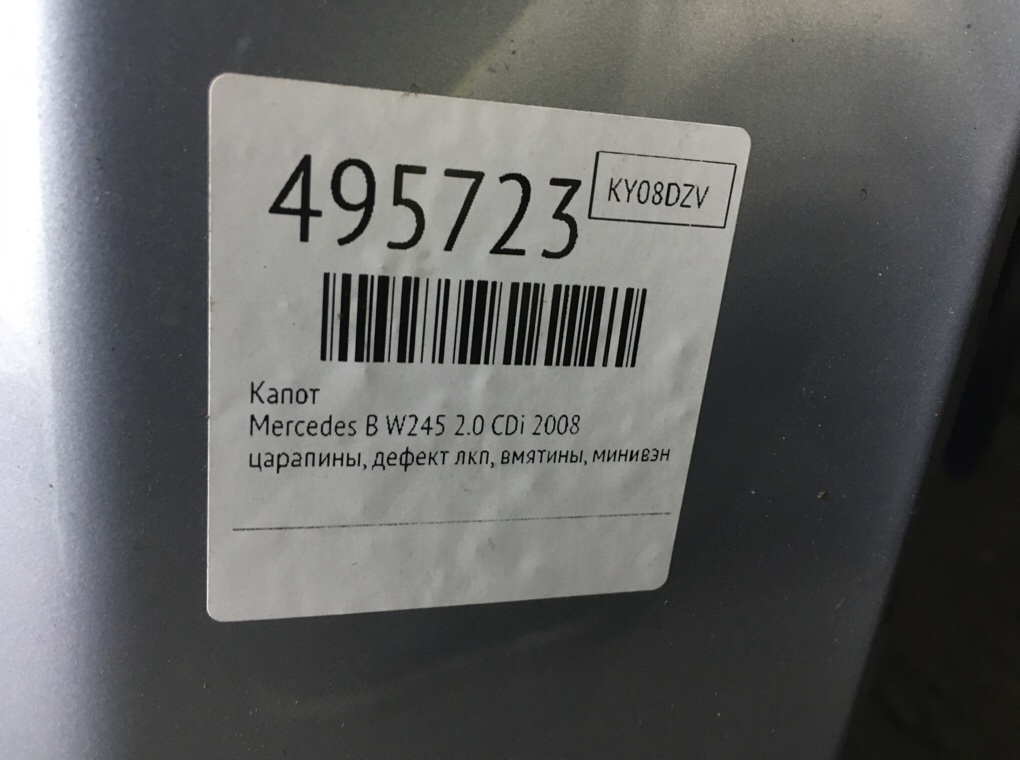 495723
KY08DZV
Капот
Mercedes B W245 2.0 CDi 2008
царапины, дефект лкп, вмятины, минивэн